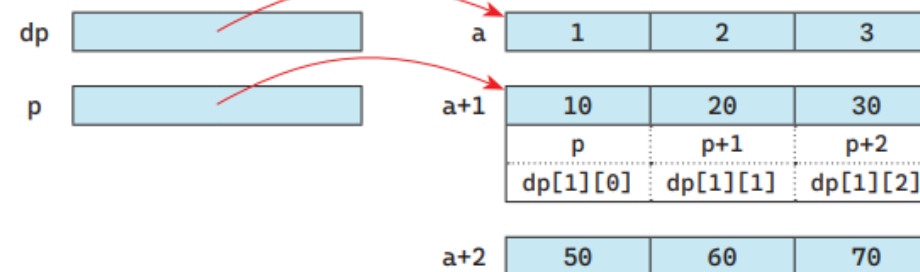 dp a 1 2 3
p a+1 10 20 30
p p+1 p+2
dp[1][0] dp[1][1] dp[1][2]
a+2 50 60 70